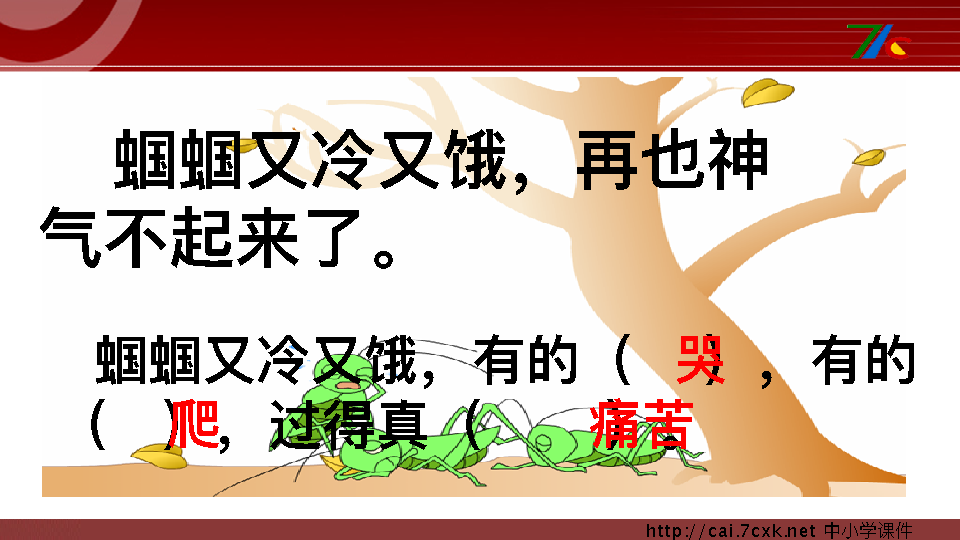 蝈蝈又冷又饿，再也神
气不起来了。
蝈蝈又冷又饿，有的（ 哭），有的
（ 爬），过得真（ 痛苦）。
http://cai.7cxk.net 中小学课件